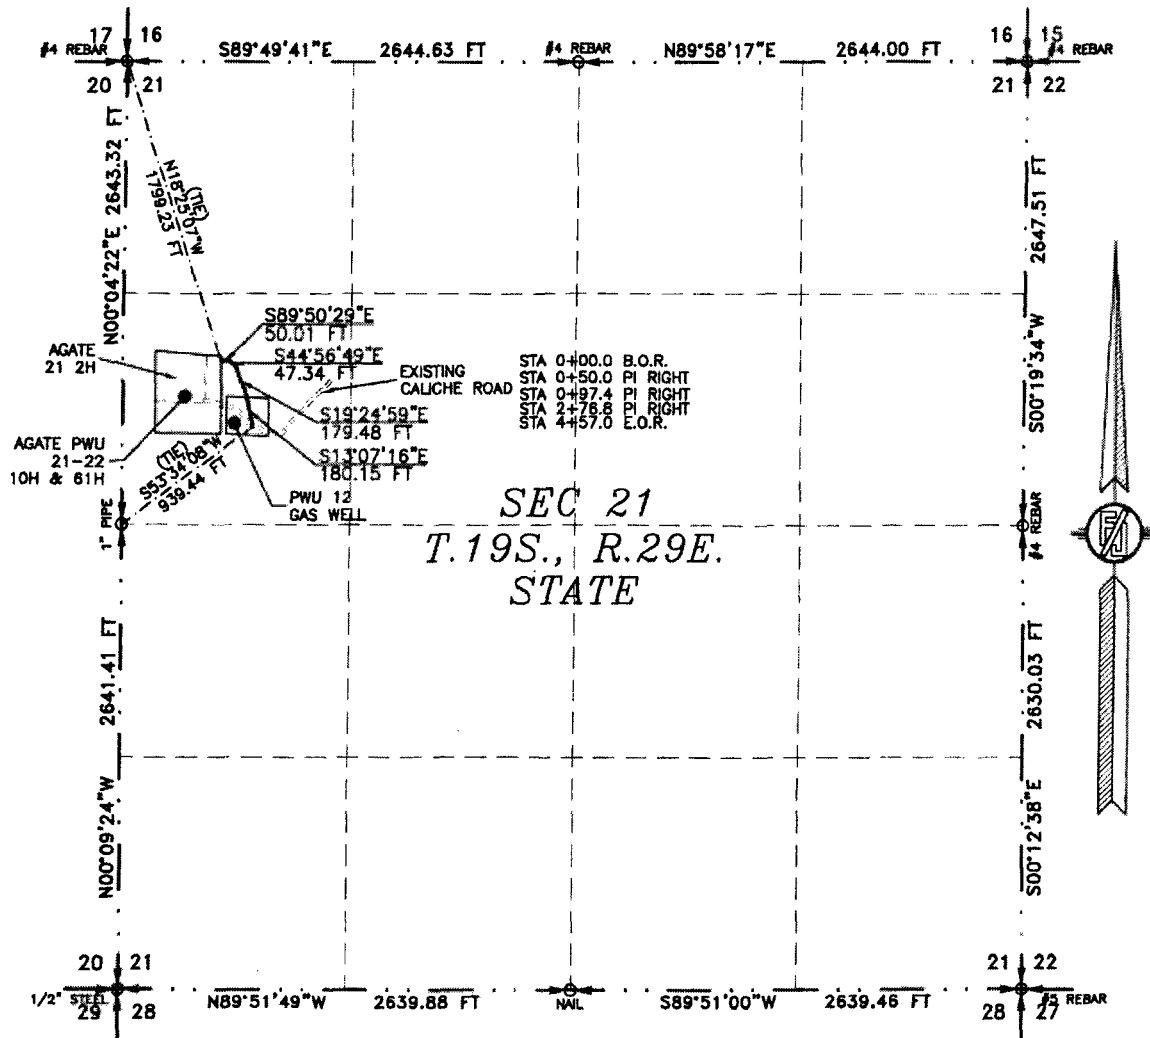 17 16
#4 REBAR
20 21
S89°49'41"E 2644.63 FT
#4 REBAR
N89°58'17"E 2644.00 FT
16 15
#4 REBAR
21 22
N00°04'22"E 2643.32 FT
(TIE)
N18°25'07"W
1799.23 FT
S00°19'34"W 2647.51 FT
S89°50'29"E
50.01 FT
AGATE
21 2H
S44°56'49"E
47.34 FT
EXISTING
CALICHE ROAD
STA 0+00.0 B.O.R.
STA 0+50.0 PI RIGHT
STA 0+97.4 PI RIGHT
STA 2+76.8 PI RIGHT
STA 4+57.0 E.O.R.
S19°24'59"E
179.48 FT
AGATE PWU
21-22
10H & 61H
(TIE)
S53°34'08"W
939.44 FT
S13°07'16"E
180.15 FT
PWU 12
GAS WELL
1" PIPE
SEC 21
T.19S., R.29E.
STATE
#4 REBAR
N00°09'24"W 2641.41 FT
S00°12'38"E 2630.03 FT
20 21
1/2" STEEL
29 28
N89°51'49"W 2639.88 FT
NAIL
S89°51'00"W 2639.46 FT
21 22
#5 REBAR
28 27